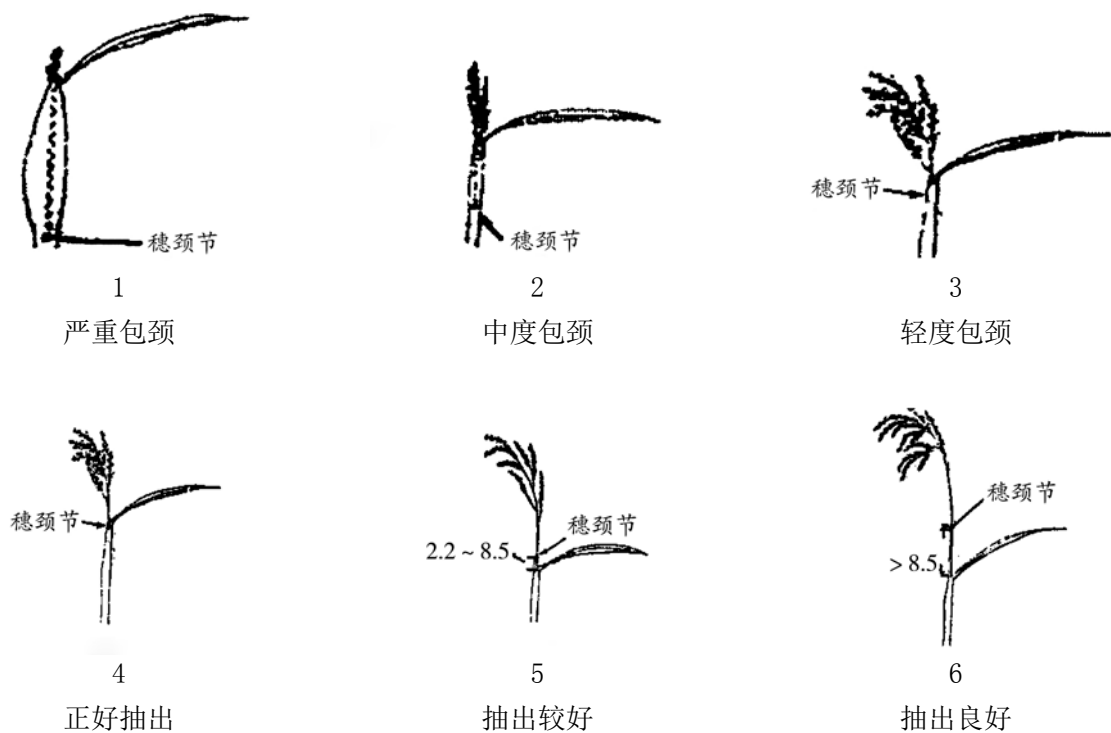 穗颈节
穗颈节
穗颈节
1
2
3
严重包颈
中度包颈
轻度包颈
穗颈节
穗颈节
2.2~8.5
穗颈节
>8.5
4
5
6
正好抽出
抽出较好
抽出良好